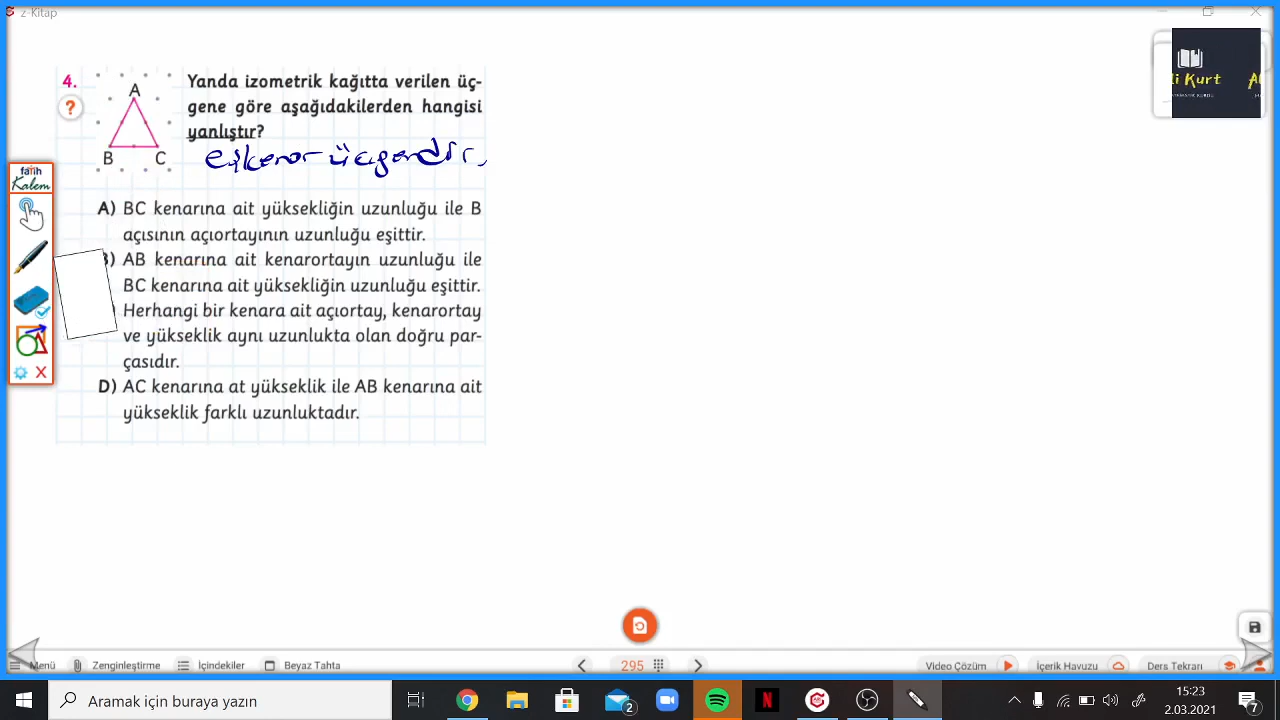 z-Kitap
4.
?
A
B
C
Yanda izometrik kağıtta verilen üç-
gene göre aşağıdakilerden hangisi
yanlıştır?
eşkenar üçgendir.
A) BC kenarına ait yüksekliğin uzunluğu ile B
açısının açıortayının uzunluğu eşittir.
B) AB kenarına ait kenarortayın uzunluğu ile
BC kenarına ait yüksekliğin uzunluğu eşittir.
Herhangi bir kenara ait açıortay, kenarortay
ve yükseklik aynı uzunlukta olan doğru par-
çasıdır.
D) AC kenarına at yükseklik ile AB kenarına ait
yükseklik farklı uzunluktadır.
fatih
Kalem
li Kurt
Menü
Zenginleştirme
İçindekiler
Beyaz Tahta
295
Video Çözüm
İçerik Havuzu
Ders Tekrarı
Aramak için buraya yazın
2
N
15:23
2.03.2021
7